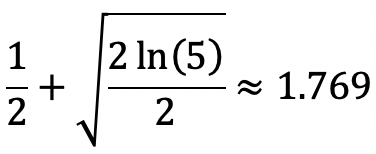 1/2 + √(2 ln(5)/2) ≈ 1.769